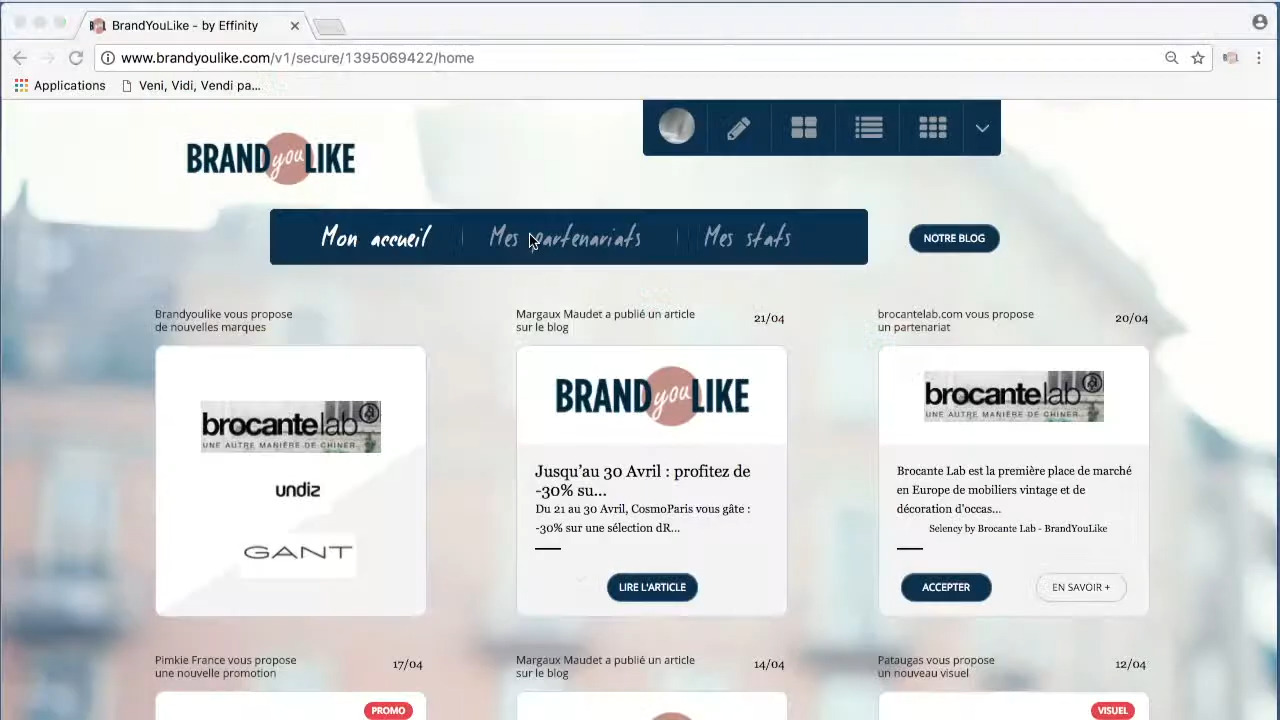 BrandYouLike - by Effinity
www.brandyoulike.com/v1/secure/1395069422/home
Applications
Veni, Vidi, Vendi pa...
BRAND you LIKE
Mon accueil
Mes partenariats
Mes stats
NOTRE BLOG
Brandyoulike vous propose
de nouvelles marques
brocantelab
UNE AUTRE MANIÈRE DE CHINER
undiz
GANT
Margaux Maudet a publié un article
sur le blog
21/04
BRAND you LIKE
Jusqu'au 30 Avril : profitez de
-30% su...
Du 21 au 30 Avril, CosmoParis vous gâte :
-30% sur une sélection dR...
LIRE L'ARTICLE
brocantelab.com vous propose
un partenariat
20/04
brocantelab
UNE AUTRE MANIÈRE DE CHINER
Brocante Lab est la première place de marché
en Europe de mobiliers vintage et de
décoration d'occas...
Selency by Brocante Lab - BrandYouLike
ACCEPTER
EN SAVOIR +
Pimkie France vous propose
une nouvelle promotion
17/04
PROMO
Margaux Maudet a publié un article
sur le blog
14/04
Pataugas vous propose
un nouveau visuel
12/04
VISUEL